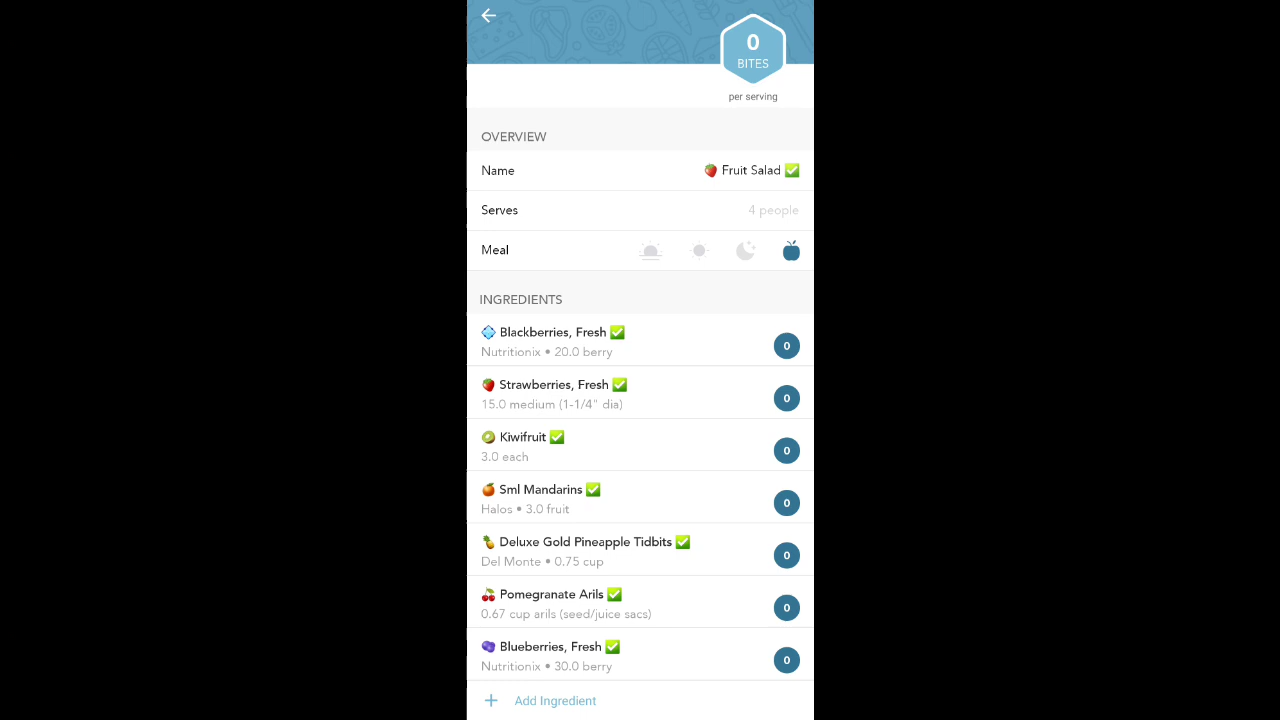 0
BITES
per serving
OVERVIEW
Name 🍓 Fruit Salad ✅
Serves 4 people
Meal
INGREDIENTS
Blackberries, Fresh ✅
Nutritionix • 20.0 berry
0
🍓 Strawberries, Fresh ✅
15.0 medium (1-1/4" dia)
0
🥝 Kiwifruit ✅
3.0 each
0
🍊 Sml Mandarins ✅
Halos • 3.0 fruit
0
🍍 Deluxe Gold Pineapple Tidbits ✅
Del Monte • 0.75 cup
0
🍒 Pomegranate Arils ✅
0.67 cup arils (seed/juice sacs)
0
🫐 Blueberries, Fresh ✅
Nutritionix • 30.0 berry
0
+ Add Ingredient